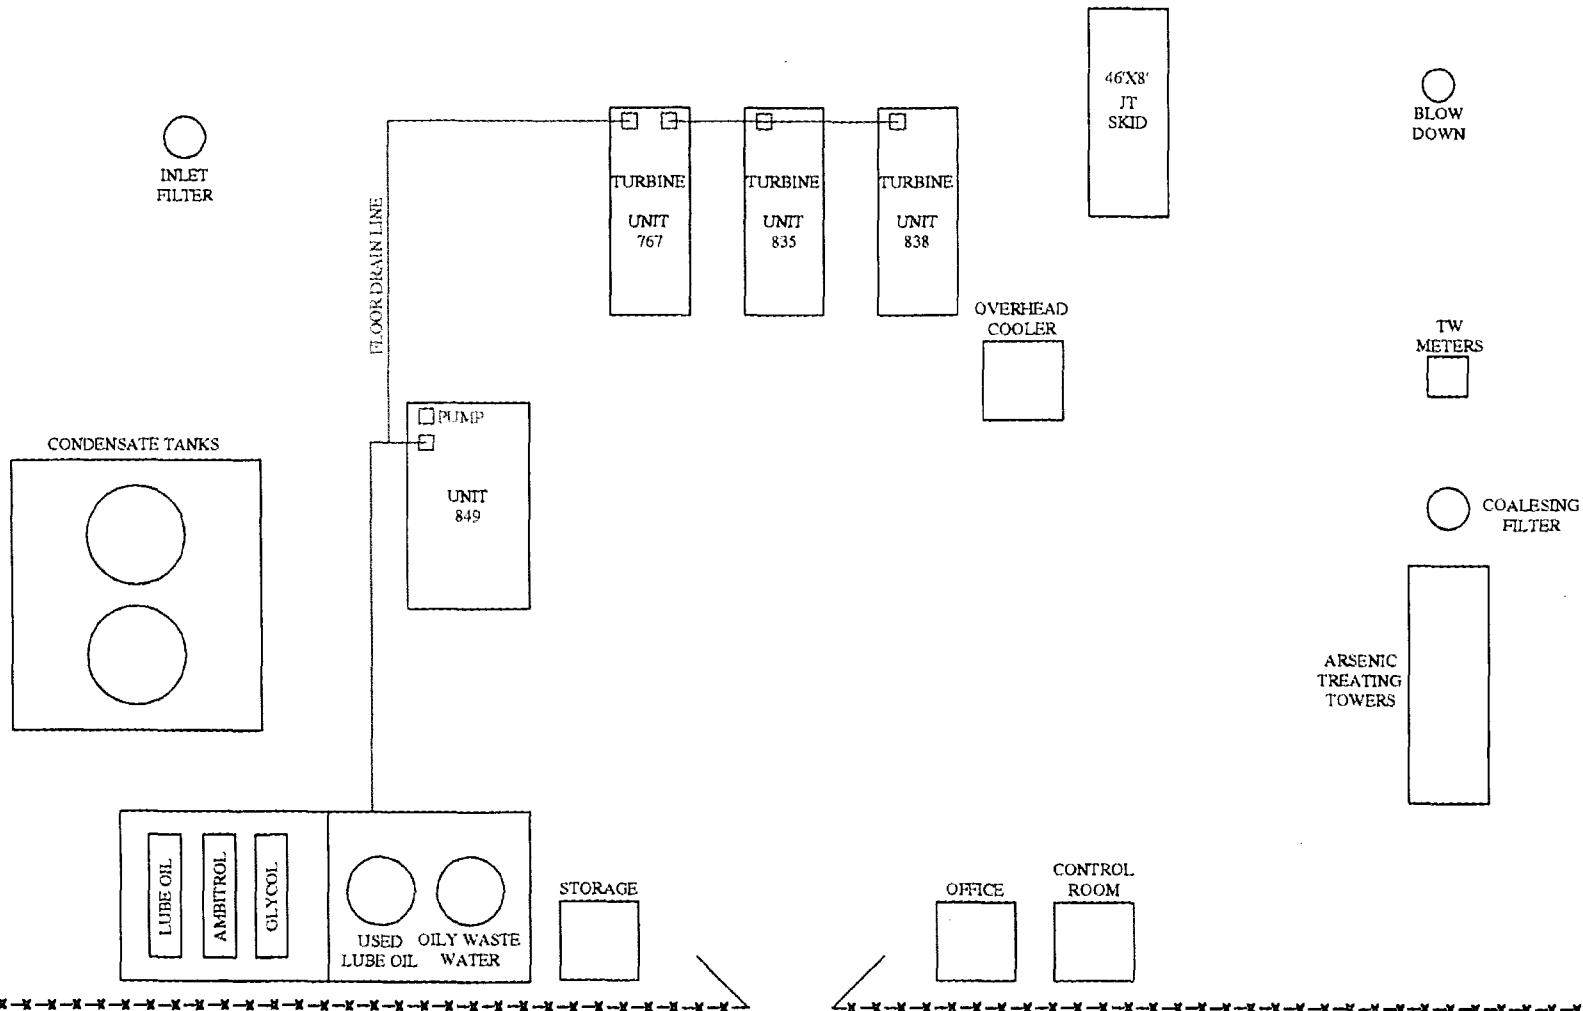 46'X8'
JT
SKID
BLOW
DOWN
INLET
FILTER
TURBINE
UNIT
767
TURBINE
UNIT
835
TURBINE
UNIT
838
FLOOR DRAIN LINE
OVERHEAD
COOLER
TW
METERS
PUMP
UNIT
849
CONDENSATE TANKS
COALESING
FILTER
ARSENIC
TREATING
TOWERS
LUBE OIL
AMBITROL
GLYCOL
USED
LUBE OIL
OILY WASTE
WATER
STORAGE
OFFICE
CONTROL
ROOM